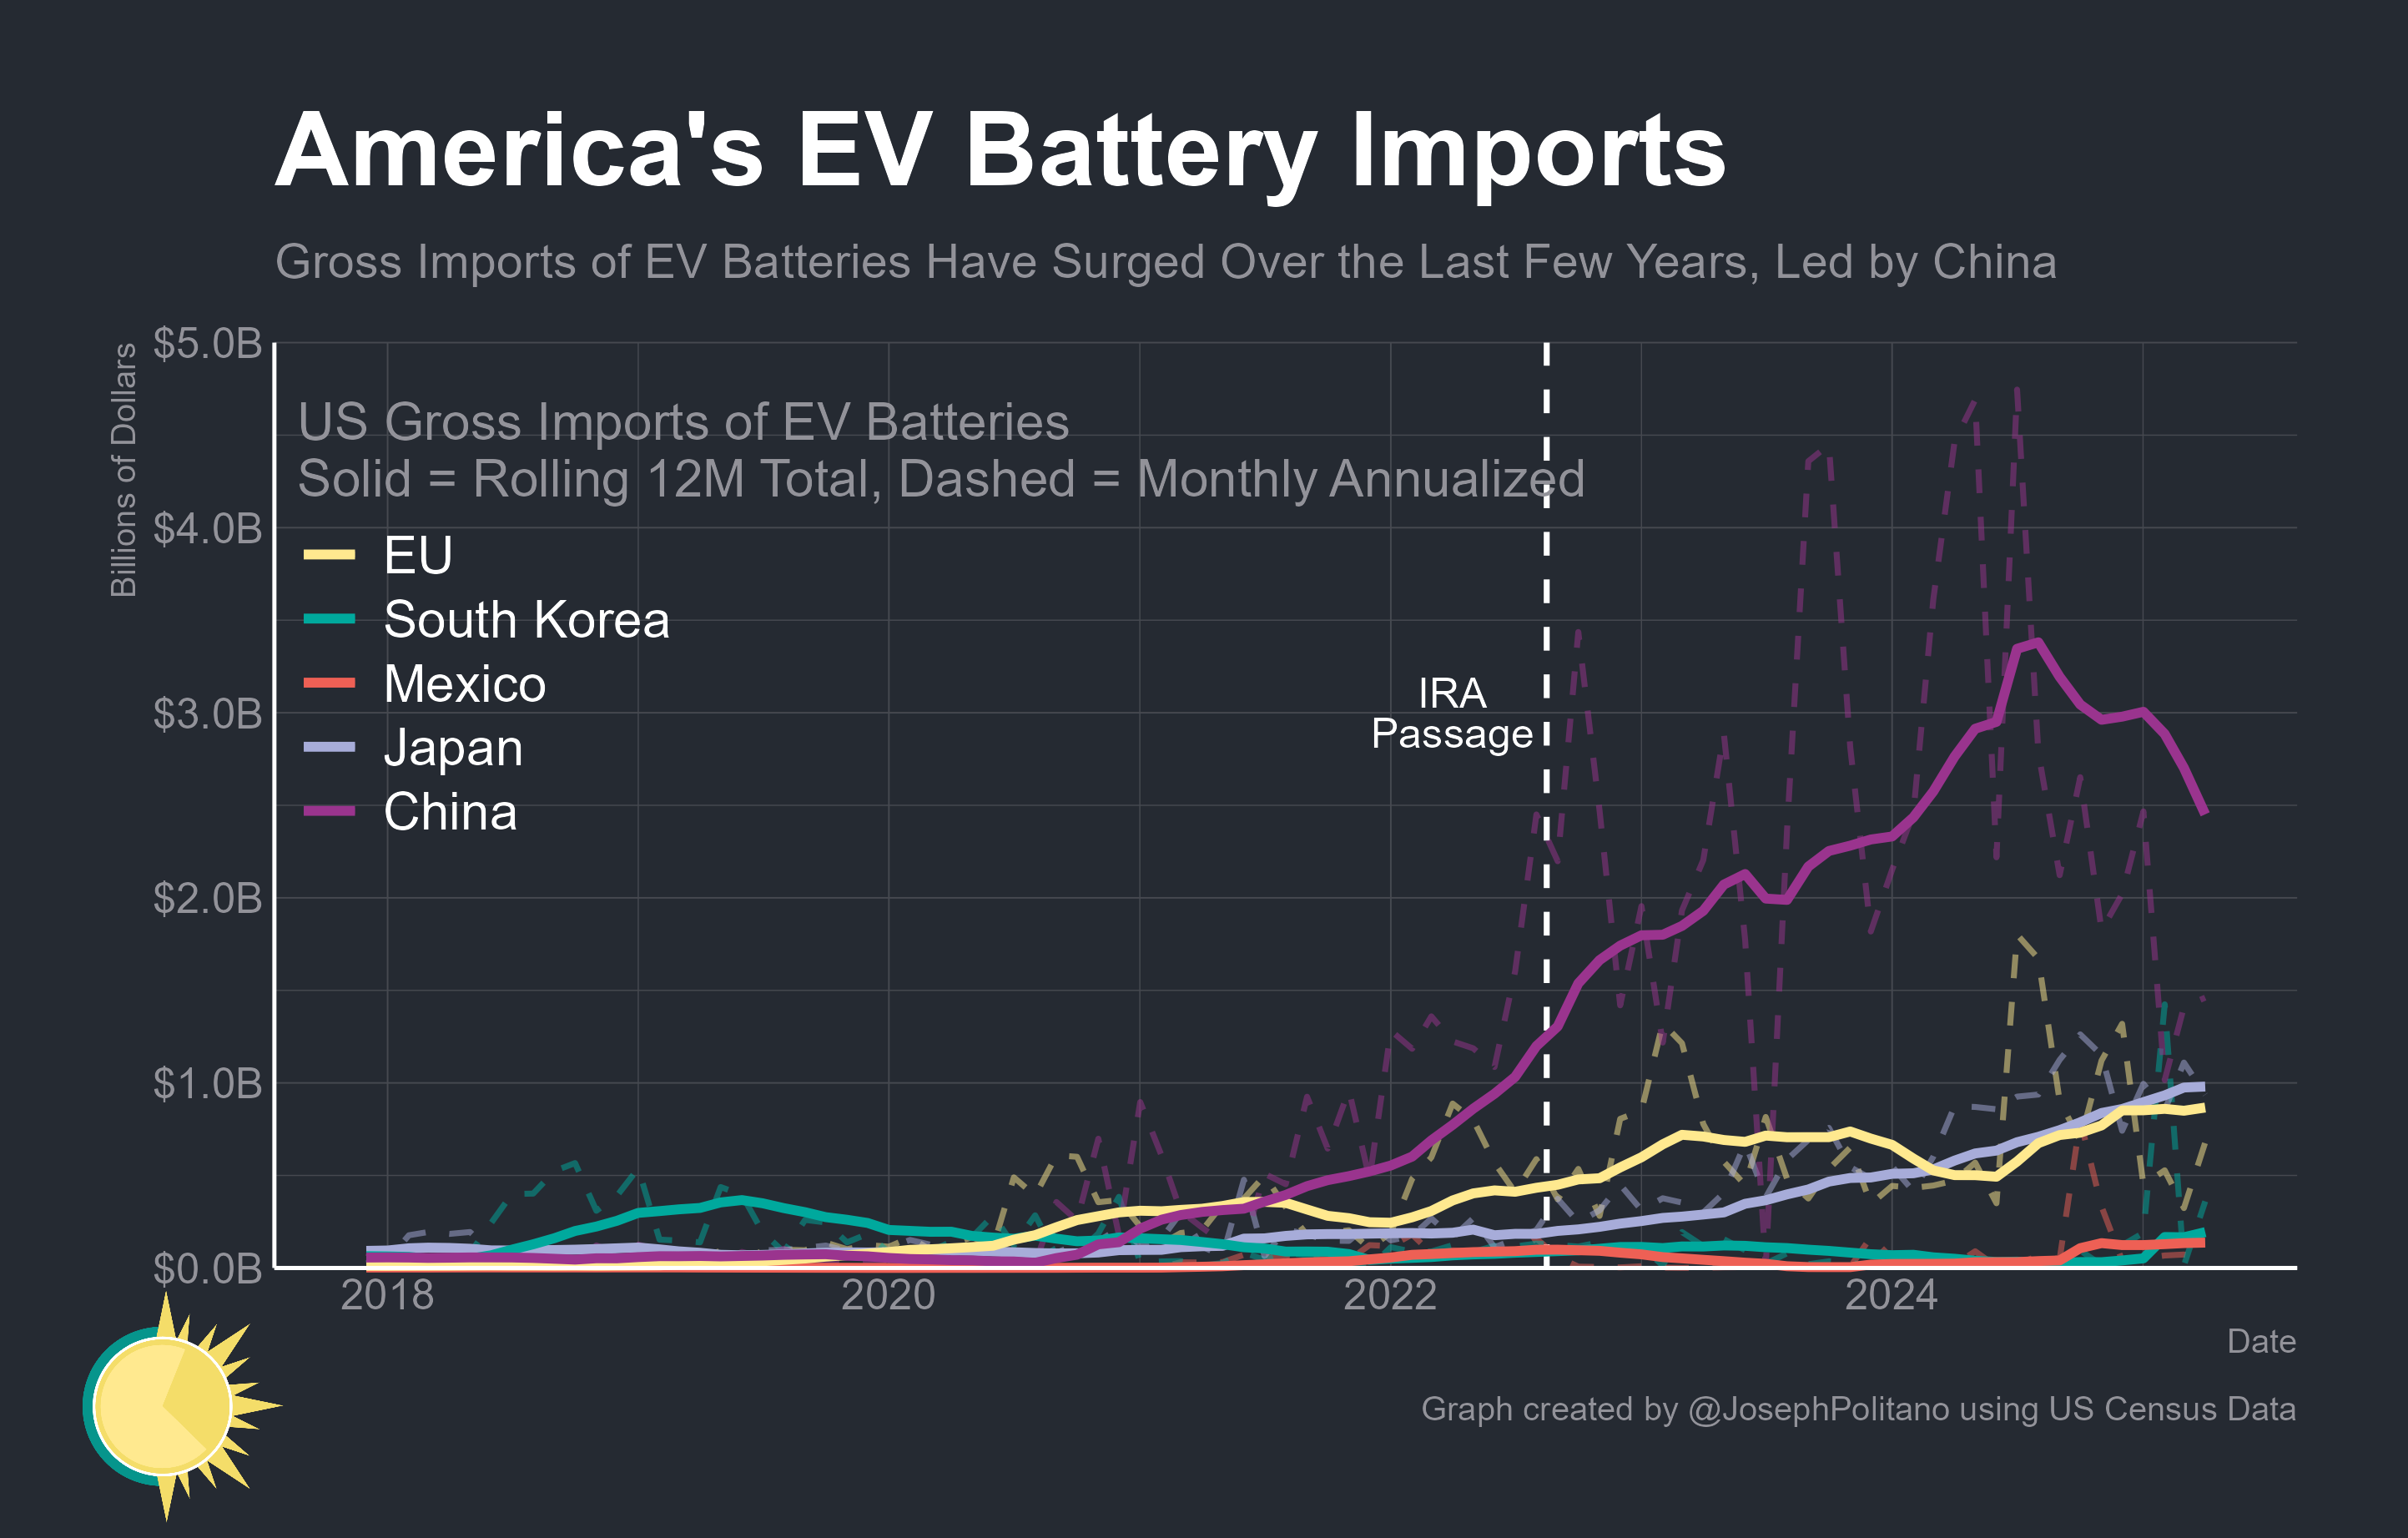 America's EV Battery Imports
Gross Imports of EV Batteries Have Surged Over the Last Few Years, Led by China
Billions of Dollars
$5.0B
$4.0B
$3.0B
$2.0B
$1.0B
$0.0B
US Gross Imports of EV Batteries
Solid = Rolling 12M Total, Dashed = Monthly Annualized
EU
South Korea
Mexico
Japan
China
IRA
Passage
2018
2020
2022
2024
Date
Graph created by @JosephPolitano using US Census Data